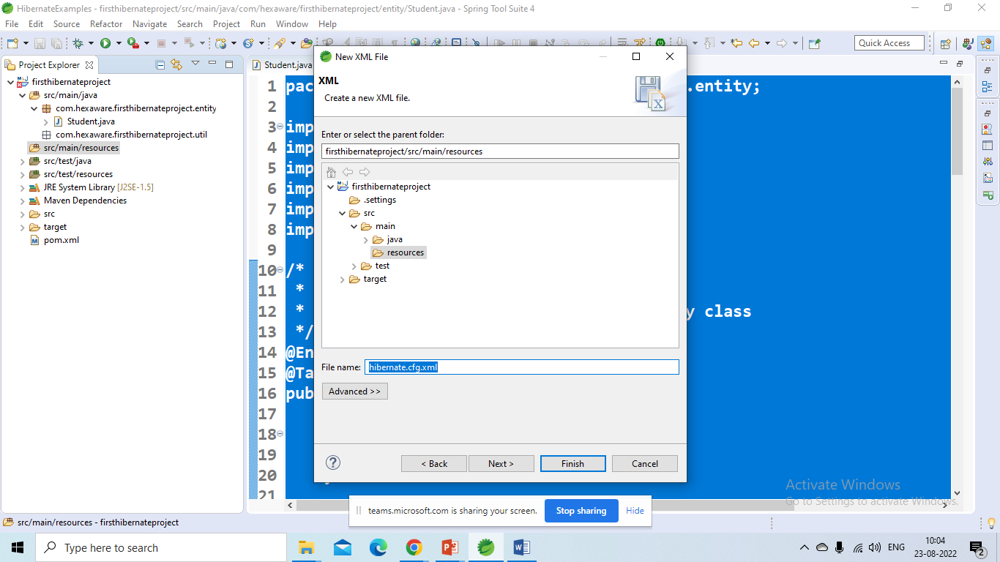 HibernateExamples - firsthibernateproject/src/main/java/com/hexaware/firsthibernateproject/entity/Student.java - Spring Tool Suite 4
File Edit Source Refactor Navigate Search Project Run Window Help
Quick Access
Project Explorer
firsthibernateproject
src/main/java
com.hexaware.firsthibernateproject.entity
Student.java
com.hexaware.firsthibernateproject.util
src/main/resources
src/test/java
src/test/resources
JRE System Library [J2SE-1.5]
Maven Dependencies
src
target
pom.xml
Student.java
1 pac .entity;
2
3 imp
4 imp
5 imp
6 imp
7 imp
8 imp
9
10 /*
11 *
12 * y class
13 */
14 @En
15 @Ta
16 pub
17
18
19
20
21
New XML File
XML
Create a new XML file.
Enter or select the parent folder:
firsthibernateproject/src/main/resources
firsthibernateproject
.settings
src
main
java
resources
test
target
File name: hibernate.cfg.xml
Advanced >>
< Back Next > Finish Cancel
Activate Windows
Go to Settings to activate Windows.
teams.microsoft.com is sharing your screen. Stop sharing Hide
src/main/resources - firsthibernateproject
Type here to search
ENG
10:04
23-08-2022
2